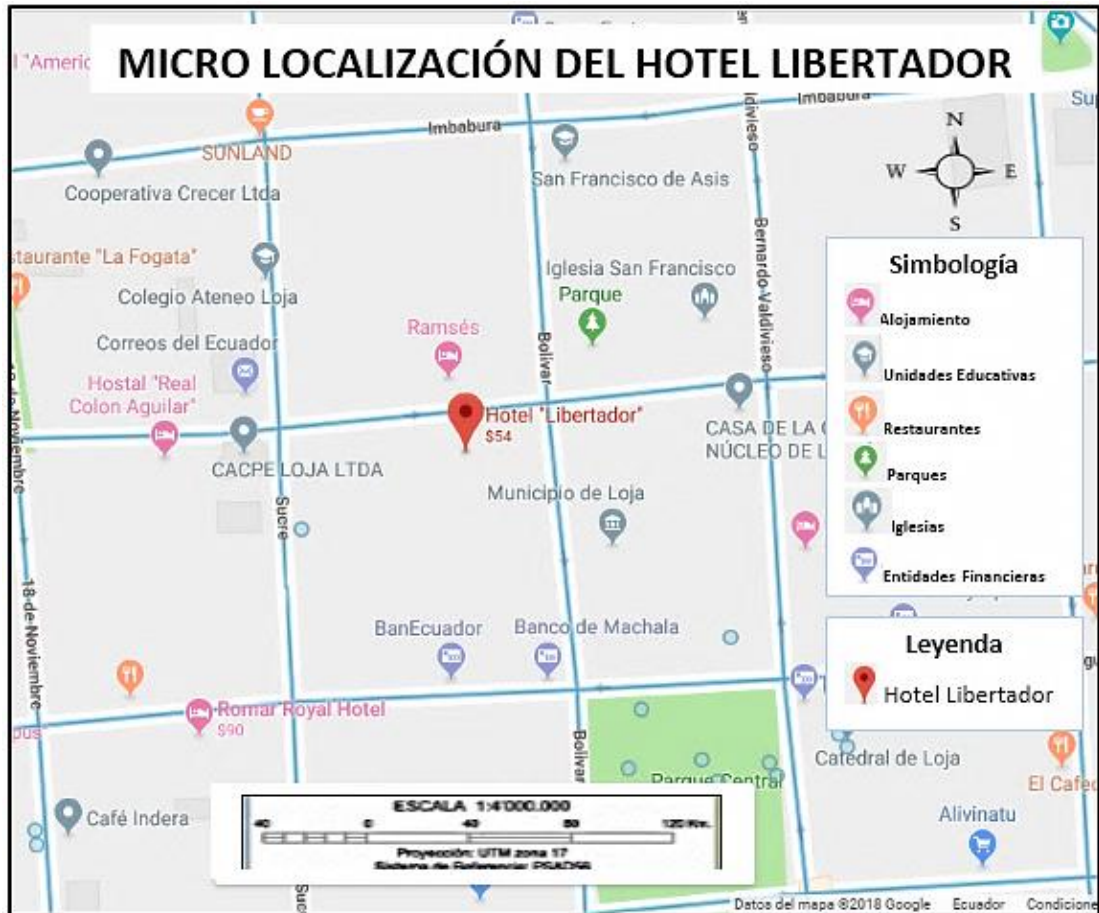 MICRO LOCALIZACIÓN DEL HOTEL LIBERTADOR
Imbabura
Imbabura
SUNLAND
Cooperativa Crecer Ltda
San Francisco de Asis
N
W
E
S
"La Fogata"
Colegio Ateneo Loja
Iglesia San Francisco
Parque
Bernardo Valdivieso
Correos del Ecuador
Ramsés
Bolívar
Hostal "Real
Colon Aguilar"
Hotel "Libertador"
$54
CASA DE LA
NÚCLEO DE
CACPE LOJA LTDA
Municipio de Loja
Sucre
18 de Noviembre
BanEcuador
Banco de Machala
Romar Royal Hotel
$90
Bolívar
Parque Central
Catedral de Loja
Café Indera
Alivinatu
Simbología
Alojamiento
Unidades Educativas
Restaurantes
Parques
Iglesias
Entidades Financieras
Leyenda
Hotel Libertador
ESCALA 1:4'000.000
40 0 40 80 120 Km.
Proyección: UTM zona 17
Sistema de Referencia: PSAD56
Datos del mapa ©2018 Google Ecuador